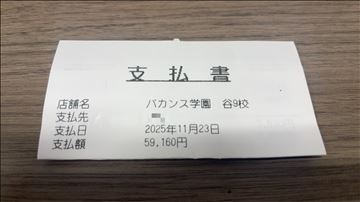 支払書
店舗名 バカンス学園 谷9校
支払先
支払日 2025年11月23日
支払額 59,160円